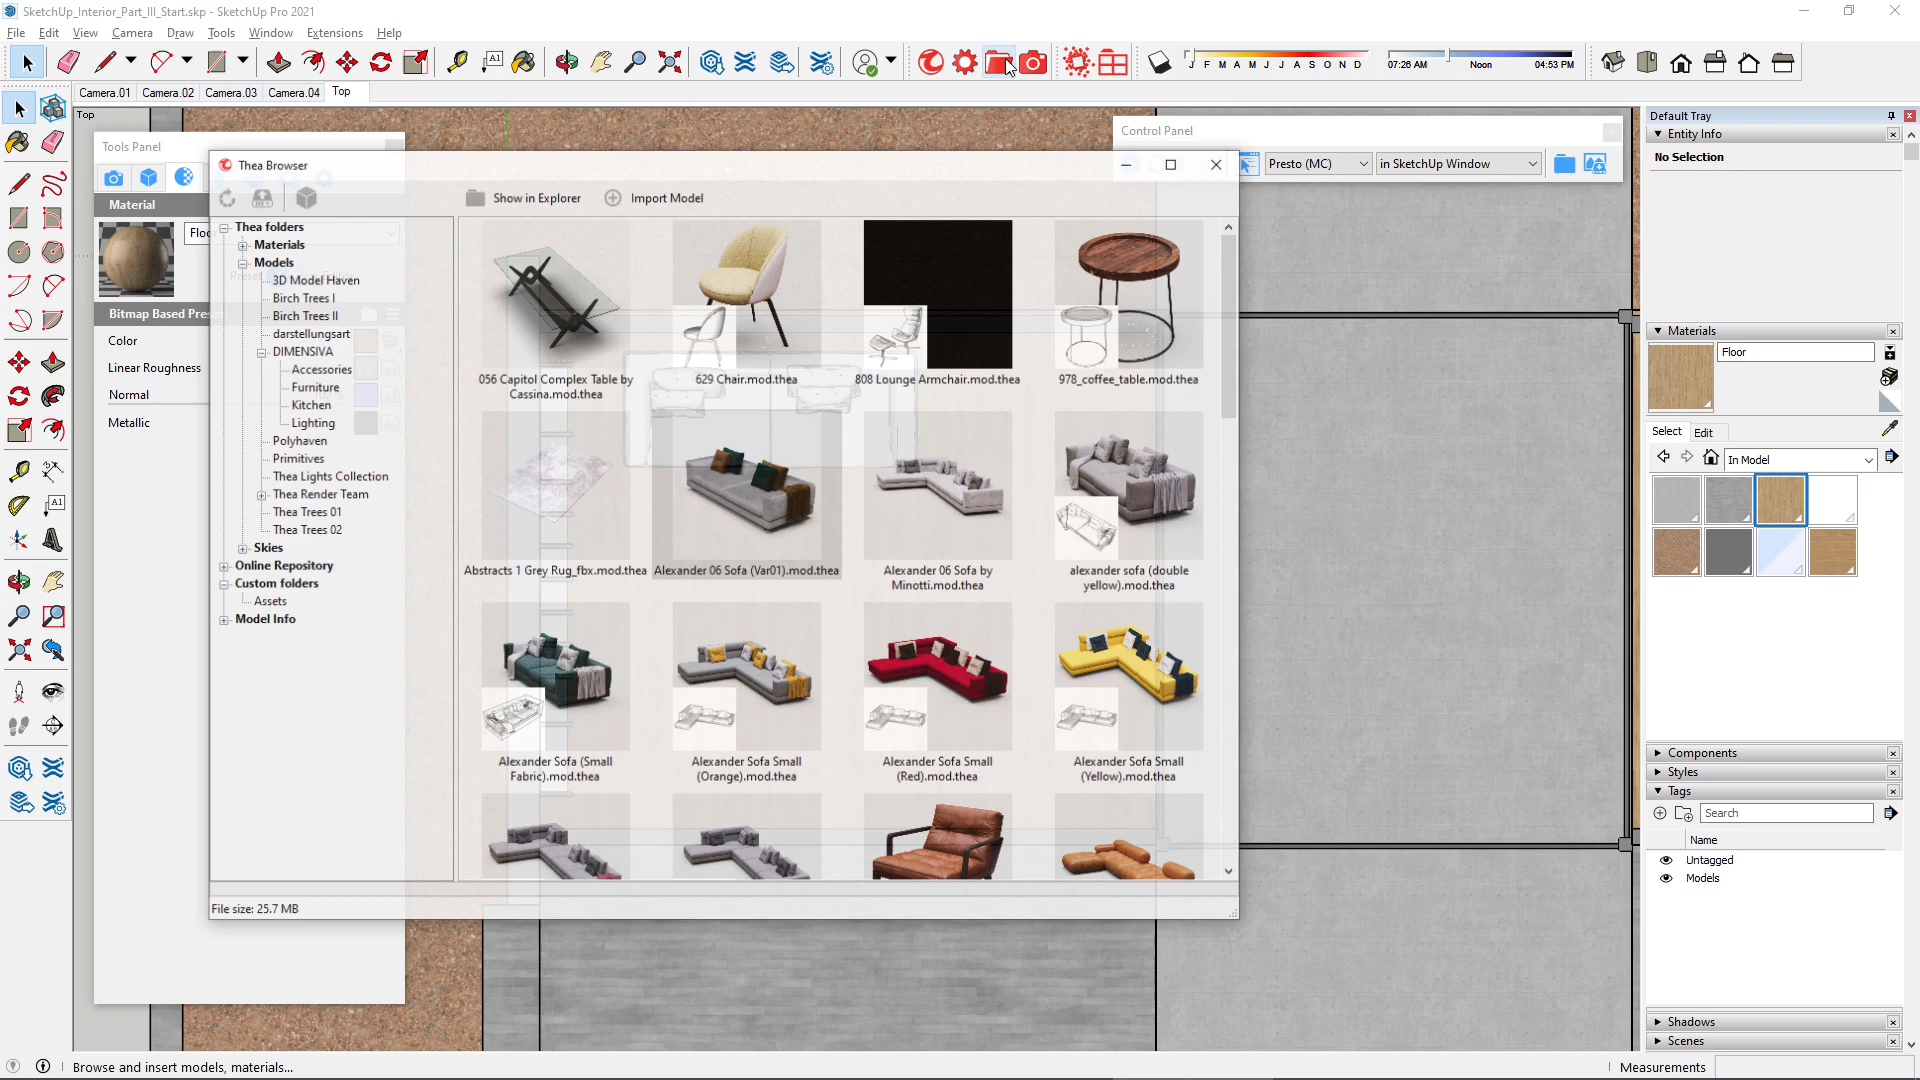 SketchUp_Interior_Part_III_Start.skp - SketchUp Pro 2021
File Edit View Camera Draw Tools Window Extensions Help
J F M A M J J A S O N D
07:26 AM Noon 04:53 PM
Camera.01 Camera.02 Camera.03 Camera.04 Top
Top
Tools Panel
Material
Floo
Bitmap Based Pres
Color
Linear Roughness
Normal
Metallic
Thea Browser
Show in Explorer
Import Model
Thea folders
Materials
Models
3D Model Haven
Birch Trees I
Birch Trees II
darstellungsart
DIMENSIVA
Accessories
Furniture
Kitchen
Lighting
Polyhaven
Primitives
Thea Lights Collection
Thea Render Team
Thea Trees 01
Thea Trees 02
Skies
Online Repository
Custom folders
Assets
Model Info
056 Capitol Complex Table by
Cassina.mod.thea
629 Chair.mod.thea
808 Lounge Armchair.mod.thea
978_coffee_table.mod.thea
Abstracts 1 Grey Rug_fbx.mod.thea
Alexander 06 Sofa (Var01).mod.thea
Alexander 06 Sofa by
Minotti.mod.thea
alexander sofa (double
yellow).mod.thea
Alexander Sofa (Small
Fabric).mod.thea
Alexander Sofa Small
(Orange).mod.thea
Alexander Sofa Small
(Red).mod.thea
Alexander Sofa Small
(Yellow).mod.thea
File size: 25.7 MB
Control Panel
Presto (MC)
in SketchUp Window
Default Tray
Entity Info
No Selection
Materials
Floor
Select Edit
In Model
Components
Styles
Tags
Search
Name
Untagged
Models
Shadows
Scenes
Browse and insert models, materials...
Measurements